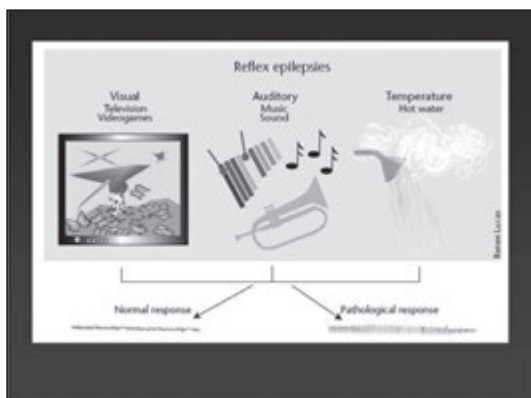 Reflex epilepsies
Visual
Television
Videogames
Auditory
Music
Sound
Temperature
Hot water
Renee Lucas
Normal response
Pathological response